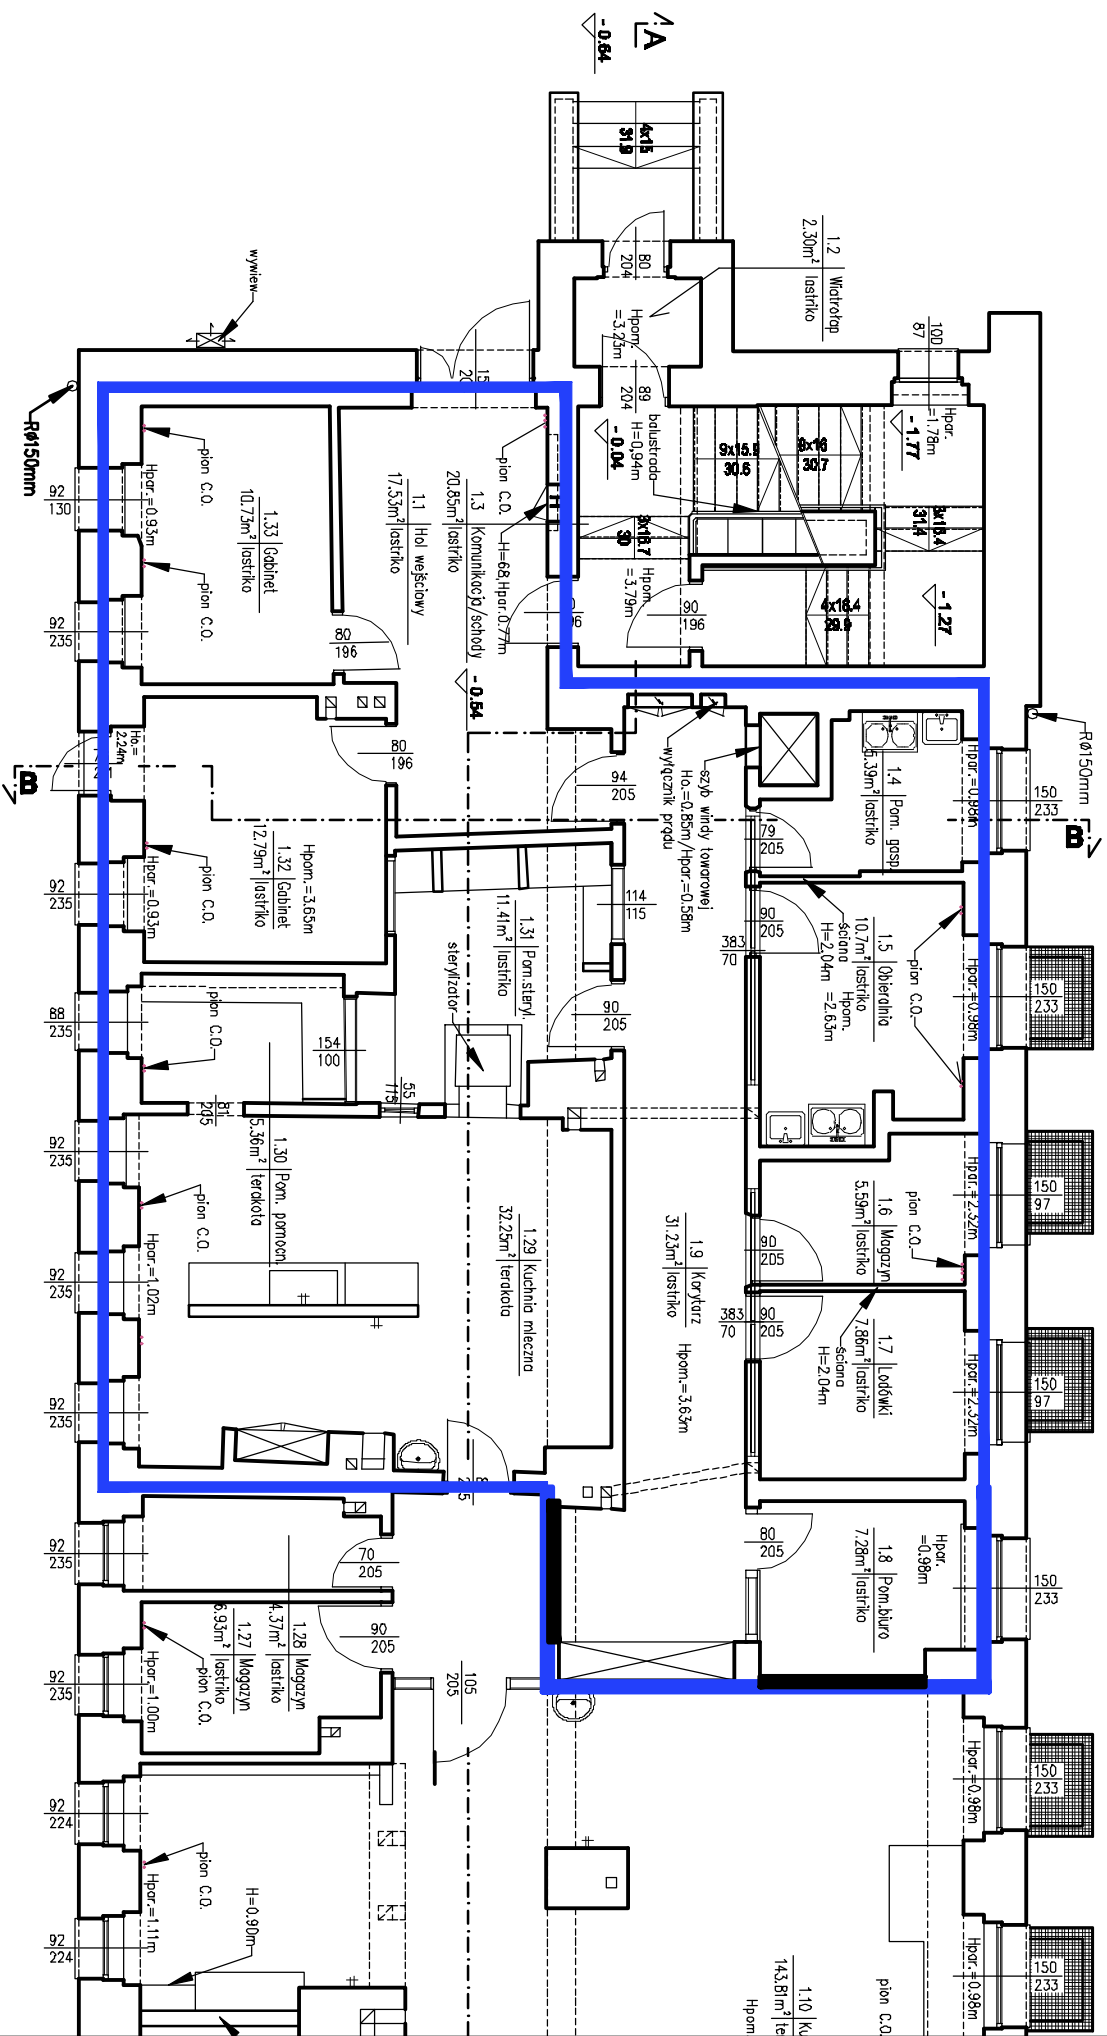 A
- 0.64
4x15
31.9
1.2 Wiatrołap
2.30m² lastriko
80
204
Hpom.
=3.23m
89
204
balustrada
H=0,94m
- 0.04
9x15.5
30.6
9x16
30.7
100
87
Hpar.
=1.78m
- 1.77
3x16.4
31.4
3x16.7
30
Hpom.
=3.79m
4x16.4
29.9
- 1.27
90
196
wywiew
RØ150mm
RØ150mm
pion C.O.
92
130
Hpar.=0.93m
1.33 Gabinet
10.73m² lastriko
pion C.O.
92
235
80
196
1.1 Hol wejściowy
17.53m² lastriko
1.3 Komunikacja/schody
20.85m² lastriko
pion C.O.
H=68,Hpar.0.77m
- 0.54
80
196
94
205
wyłącznik prądu
szyb windy towarowej
Ho.=0.85m/Hpar.=0.58m
1.4 Pom. gosp.
5.39m² lastriko
Hpar.=0.98m
150
233
B
B
Ho.=
2.24m
79
205
1.32 Gabinet
12.79m² lastriko
Hpom.=3.65m
pion C.O.
Hpar.=0.93m
92
235
1.31 Pom.steryl.
11.41m² lastriko
sterylizator
114
115
90
205
383
70
90
205
ściana
H=2.04m
1.5 Obieralnia
10.7m² lastriko
Hpom.
=2.63m
pion C.O.
Hpar.=0.98m
150
233
88
235
pion C.O.
154
100
55
115
81
205
1.30 Pom. pomocn.
5.36m² terakota
92
235
pion C.O.
Hpar.=1.02m
92
235
1.29 Kuchnia mleczna
32.25m² terakota
1.9 Korytarz
31.23m² lastriko
Hpom.=3.63m
1.6 Magazyn
5.59m² lastriko
pion C.O.
Hpar.=2.32m
150
97
90
205
383
70
90
205
1.7 Lodówki
7.86m² lastriko
ściana
H=2.04m
Hpar.=2.32m
150
97
92
235
80
205
1.8 Pom.biuro
7.28m² lastriko
Hpar.
=0.98m
150
233
92
235
70
205
1.28 Magazyn
4.37m² lastriko
90
205
1.27 Magazyn
6.93m² lastriko
pion C.O.
Hpar.=1.00m
92
235
105
205
150
233
Hpar.=0.98m
92
224
pion C.O.
Hpar.=1.11m
H=0.90m
92
224
150
233
Hpar.=0.98m
pion C.O.
1.10
143.81m²
Hpom